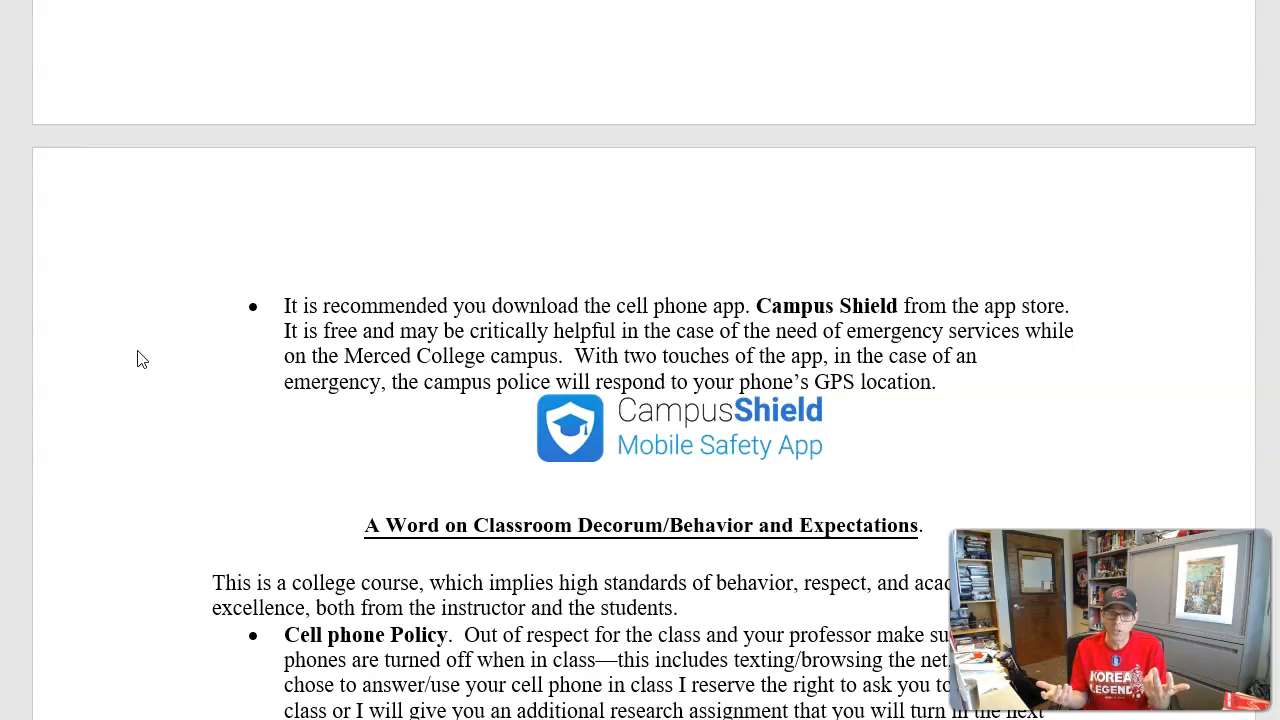 • It is recommended you download the cell phone app. Campus Shield from the app store.
It is free and may be critically helpful in the case of the need of emergency services while
on the Merced College campus.  With two touches of the app, in the case of an
emergency, the campus police will respond to your phone’s GPS location.
CampusShield
Mobile Safety App
A Word on Classroom Decorum/Behavior and Expectations.
This is a college course, which implies high standards of behavior, respect, and
excellence, both from the instructor and the students.
• Cell phone Policy.  Out of respect for the class and your professor make
phones are turned off when in class—this includes texting/browsing the net
chose to answer/use your cell phone in class I reserve the right to ask you to
class or I will give you an additional research assignment that you will turn in the next
KOREA
LEGEND